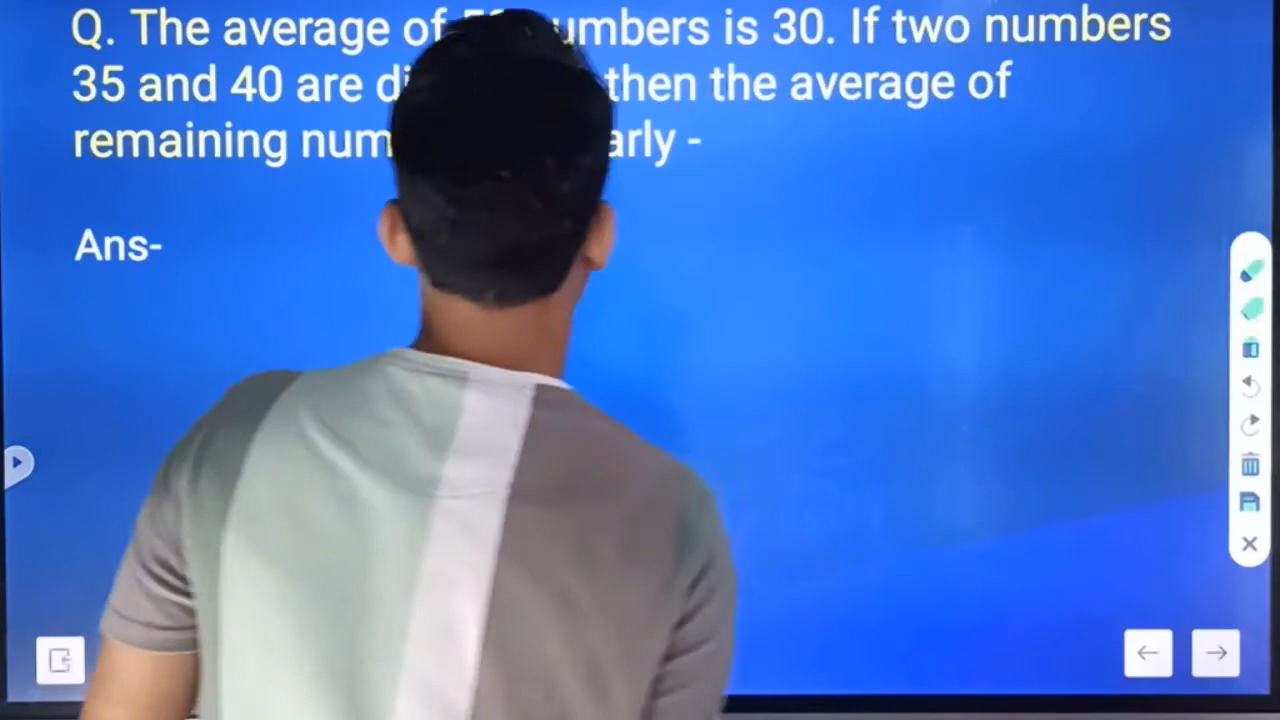 Q. The average of umbers is 30. If two numbers
35 and 40 are di then the average of
remaining num arly -
Ans-